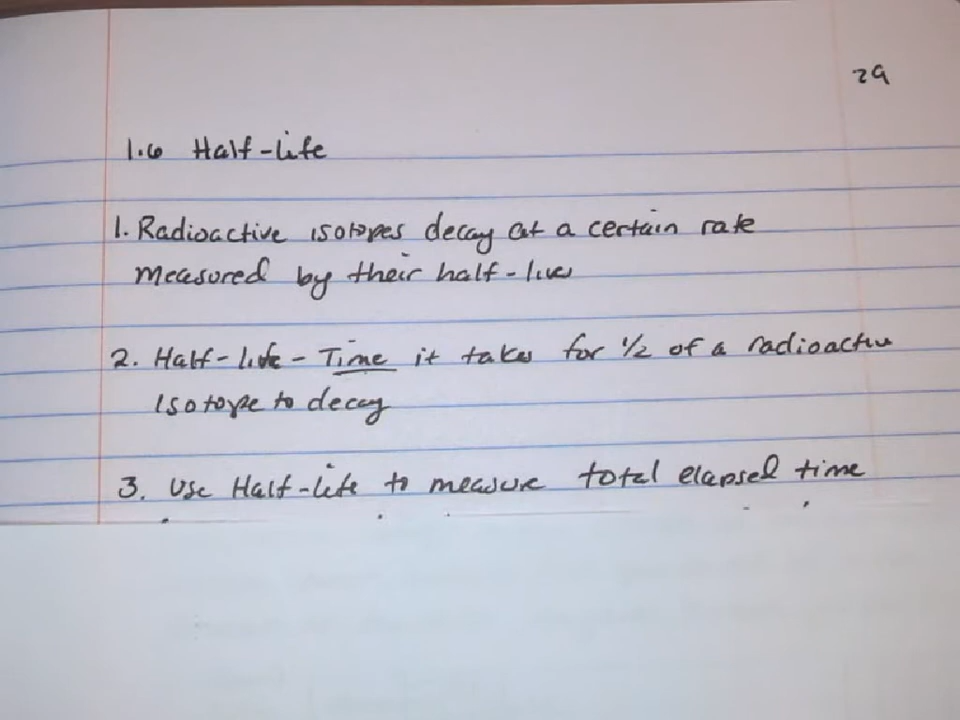 29
1.6 Half-life
1. Radioactive isotopes decay at a certain rate
measured by their half-lives
2. Half-life - Time it takes for 1/2 of a radioactive
isotope to decay
3. Use Half-life to measure total elapsed time